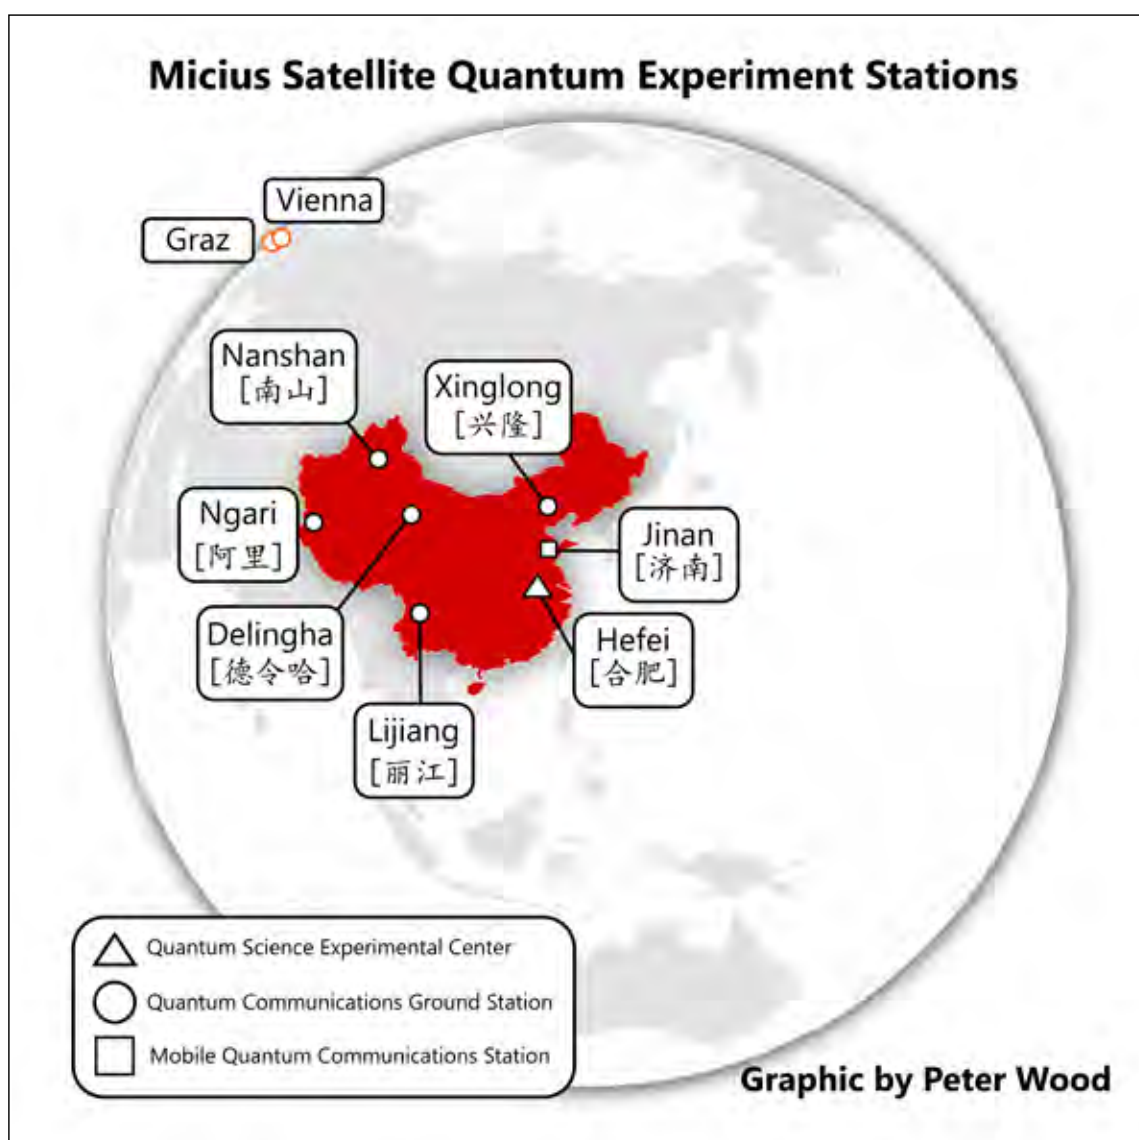 Micius Satellite Quantum Experiment Stations
Vienna
Graz
Nanshan
[南山]
Xinglong
[兴隆]
Ngari
[阿里]
Jinan
[济南]
Delingha
[德令哈]
Hefei
[合肥]
Lijiang
[丽江]
Quantum Science Experimental Center
Quantum Communications Ground Station
Mobile Quantum Communications Station
Graphic by Peter Wood